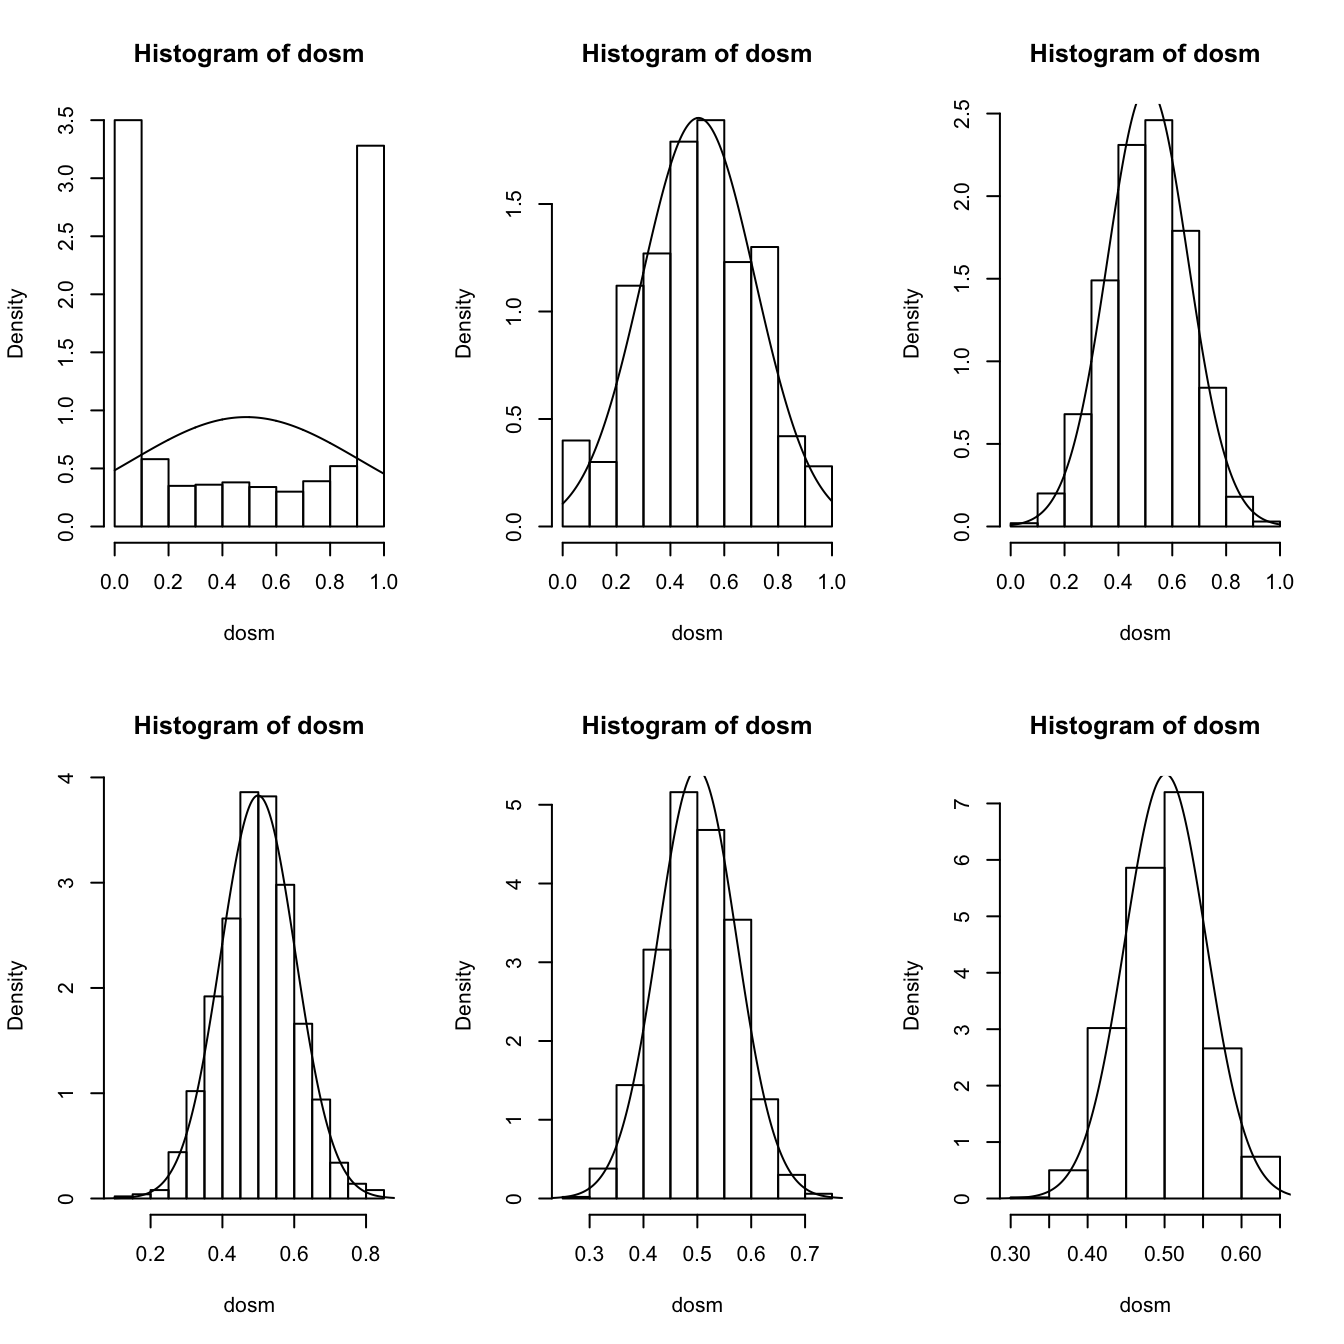 Histogram of dosm
Density
0.0 0.5 1.0 1.5 2.0 2.5 3.0 3.5
0.0 0.2 0.4 0.6 0.8 1.0
dosm
Histogram of dosm
Density
0.0 0.5 1.0 1.5
0.0 0.2 0.4 0.6 0.8 1.0
dosm
Histogram of dosm
Density
0.0 0.5 1.0 1.5 2.0 2.5
0.0 0.2 0.4 0.6 0.8 1.0
dosm
Histogram of dosm
Density
0 1 2 3 4
0.2 0.4 0.6 0.8
dosm
Histogram of dosm
Density
0 1 2 3 4 5
0.3 0.4 0.5 0.6 0.7
dosm
Histogram of dosm
Density
0 1 2 3 4 5 6 7
0.30 0.40 0.50 0.60
dosm